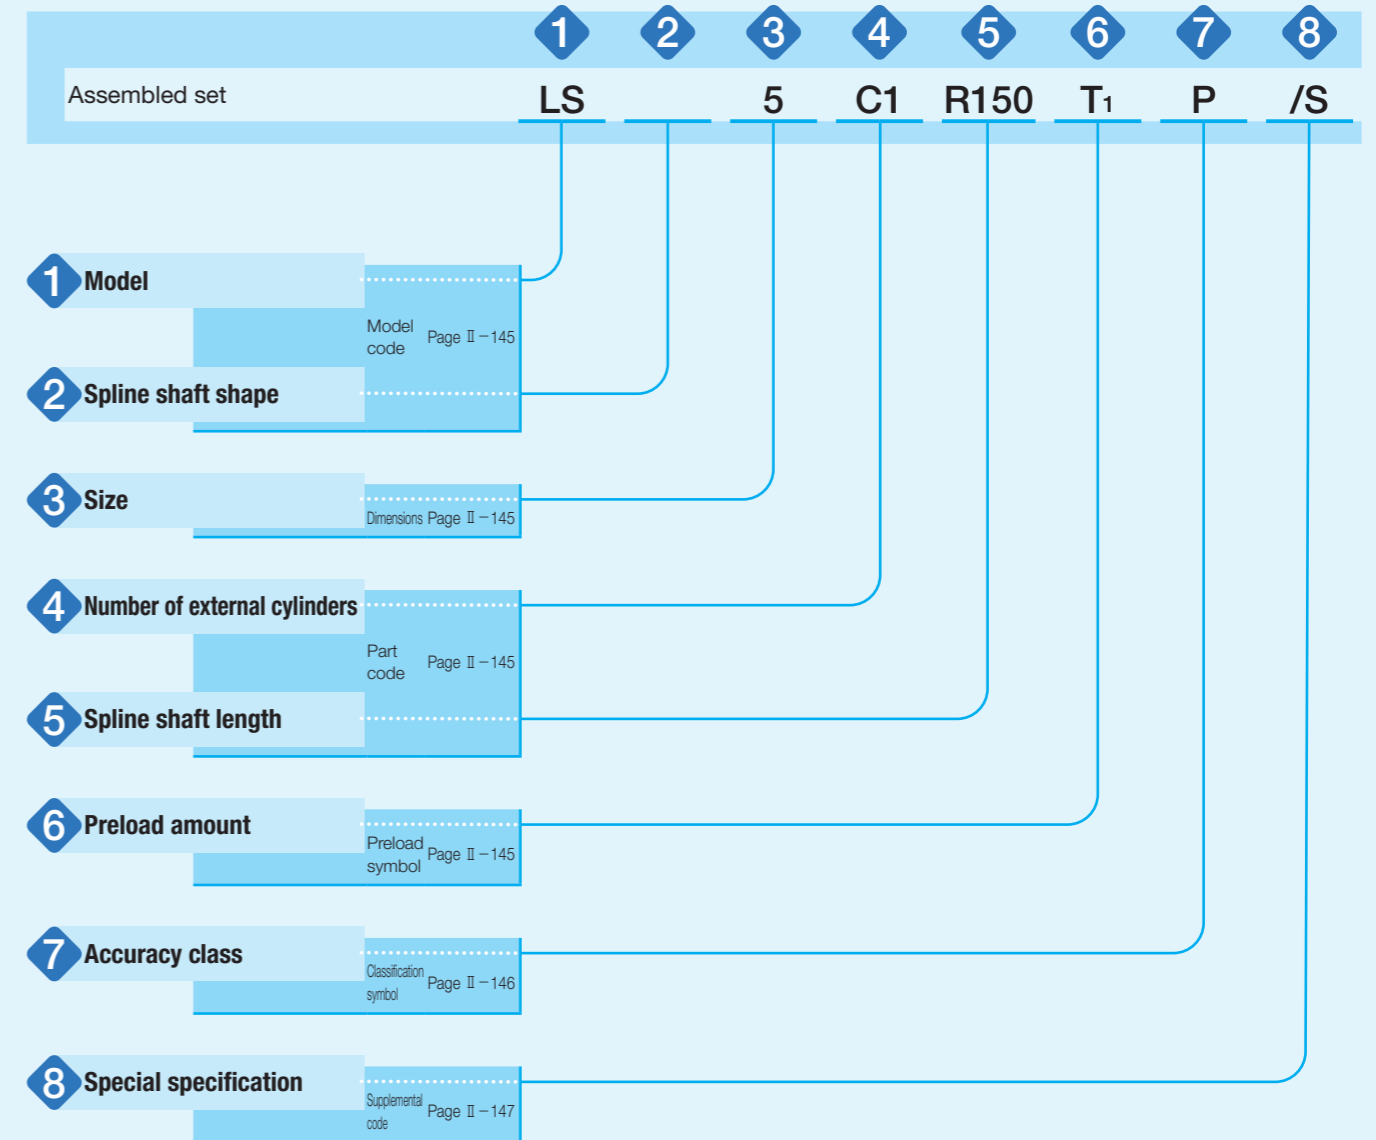 1 2 3 4 5 6 7 8
Assembled set LS 5 C1 R150 T1 P /S
1 Model
Model
code Page Ⅱ－145
2 Spline shaft shape
3 Size
Dimensions Page Ⅱ－145
4 Number of external cylinders
Part
code Page Ⅱ－145
5 Spline shaft length
6 Preload amount
Preload
symbol Page Ⅱ－145
7 Accuracy class
Classification
symbol Page Ⅱ－146
8 Special specification
Supplemental
code Page Ⅱ－147